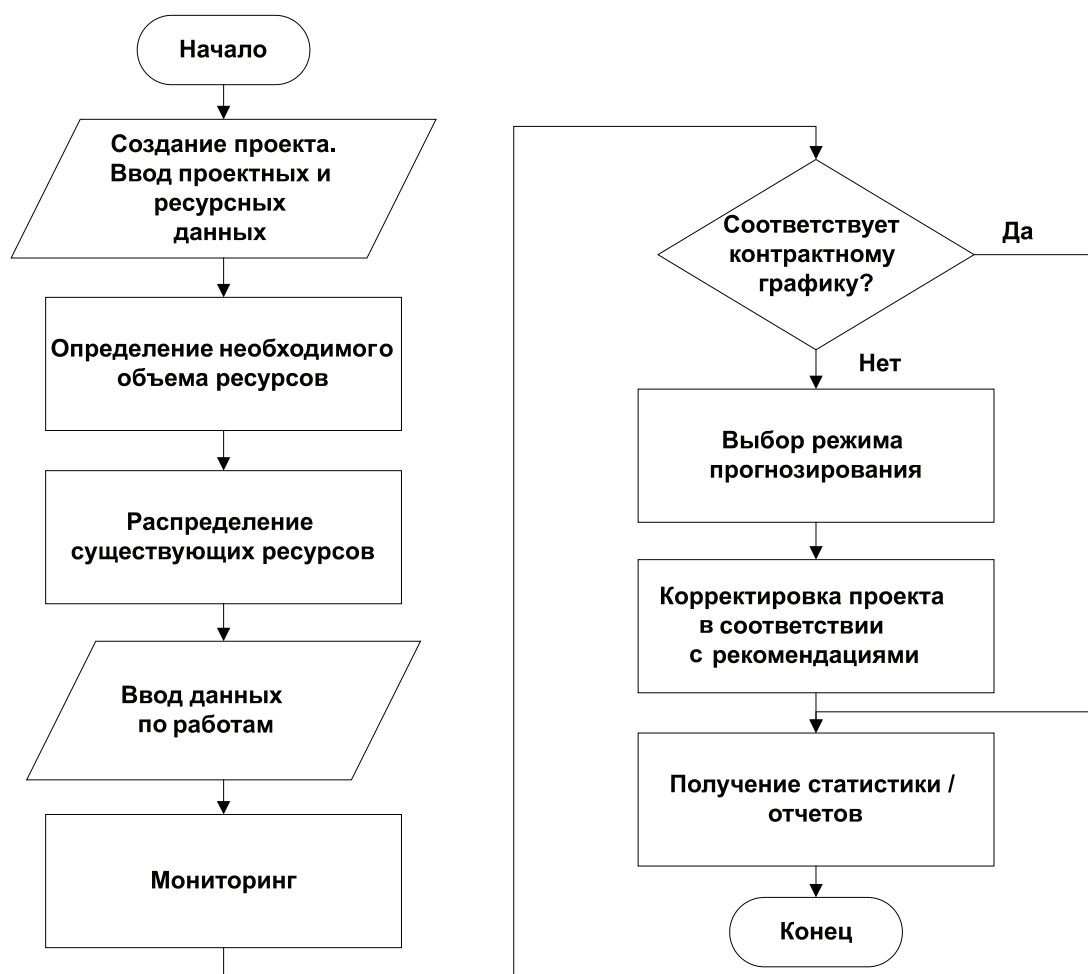 Начало
Создание проекта.
Ввод проектных и
ресурсных
данных
Определение необходимого
объема ресурсов
Распределение
существующих ресурсов
Ввод данных
по работам
Мониторинг
Соответствует
контрактному
графику?
Да
Нет
Выбор режима
прогнозирования
Корректировка проекта
в соответствии
с рекомендациями
Получение статистики /
отчетов
Конец